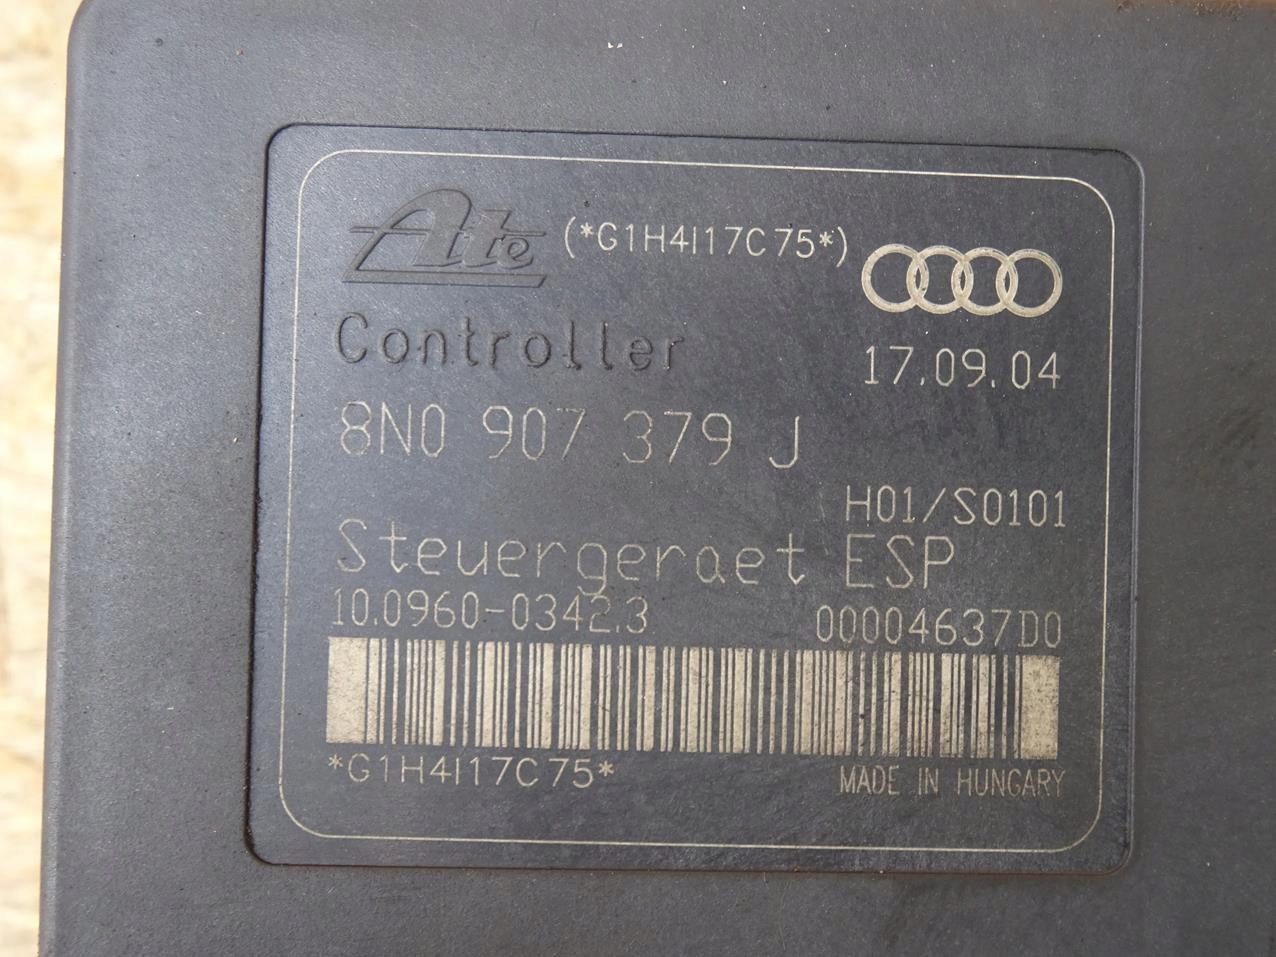 Ate (*G1H4I17C75*)
Controller
17.09.04
8N0 907 379 J
H01/S0101
Steuergeraet ESP
10.0960-0342.3 00004637D0
*G1H4I17C75*
MADE IN HUNGARY